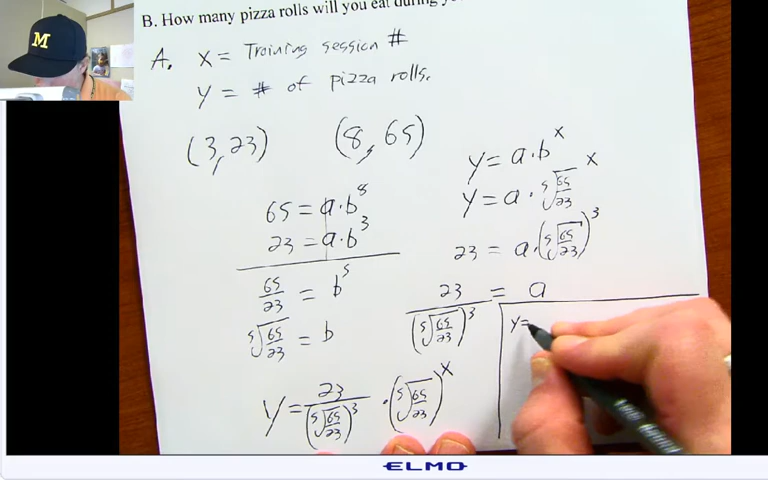 B. How many pizza rolls will you eat during
A. x = Training session #
y = # of pizza rolls.
(3, 23) (8, 65)
65 = a·b^8
23 = a·b^3
65/23 = b^5
⁵√(65/23) = b
y = a·b^x
y = a·⁵√(65/23)^x
23 = a·(⁵√(65/23))^3
23/(⁵√(65/23))^3 = a
y = 23/(⁵√(65/23))^3 · (⁵√(65/23))^x
y=
M
ELMO